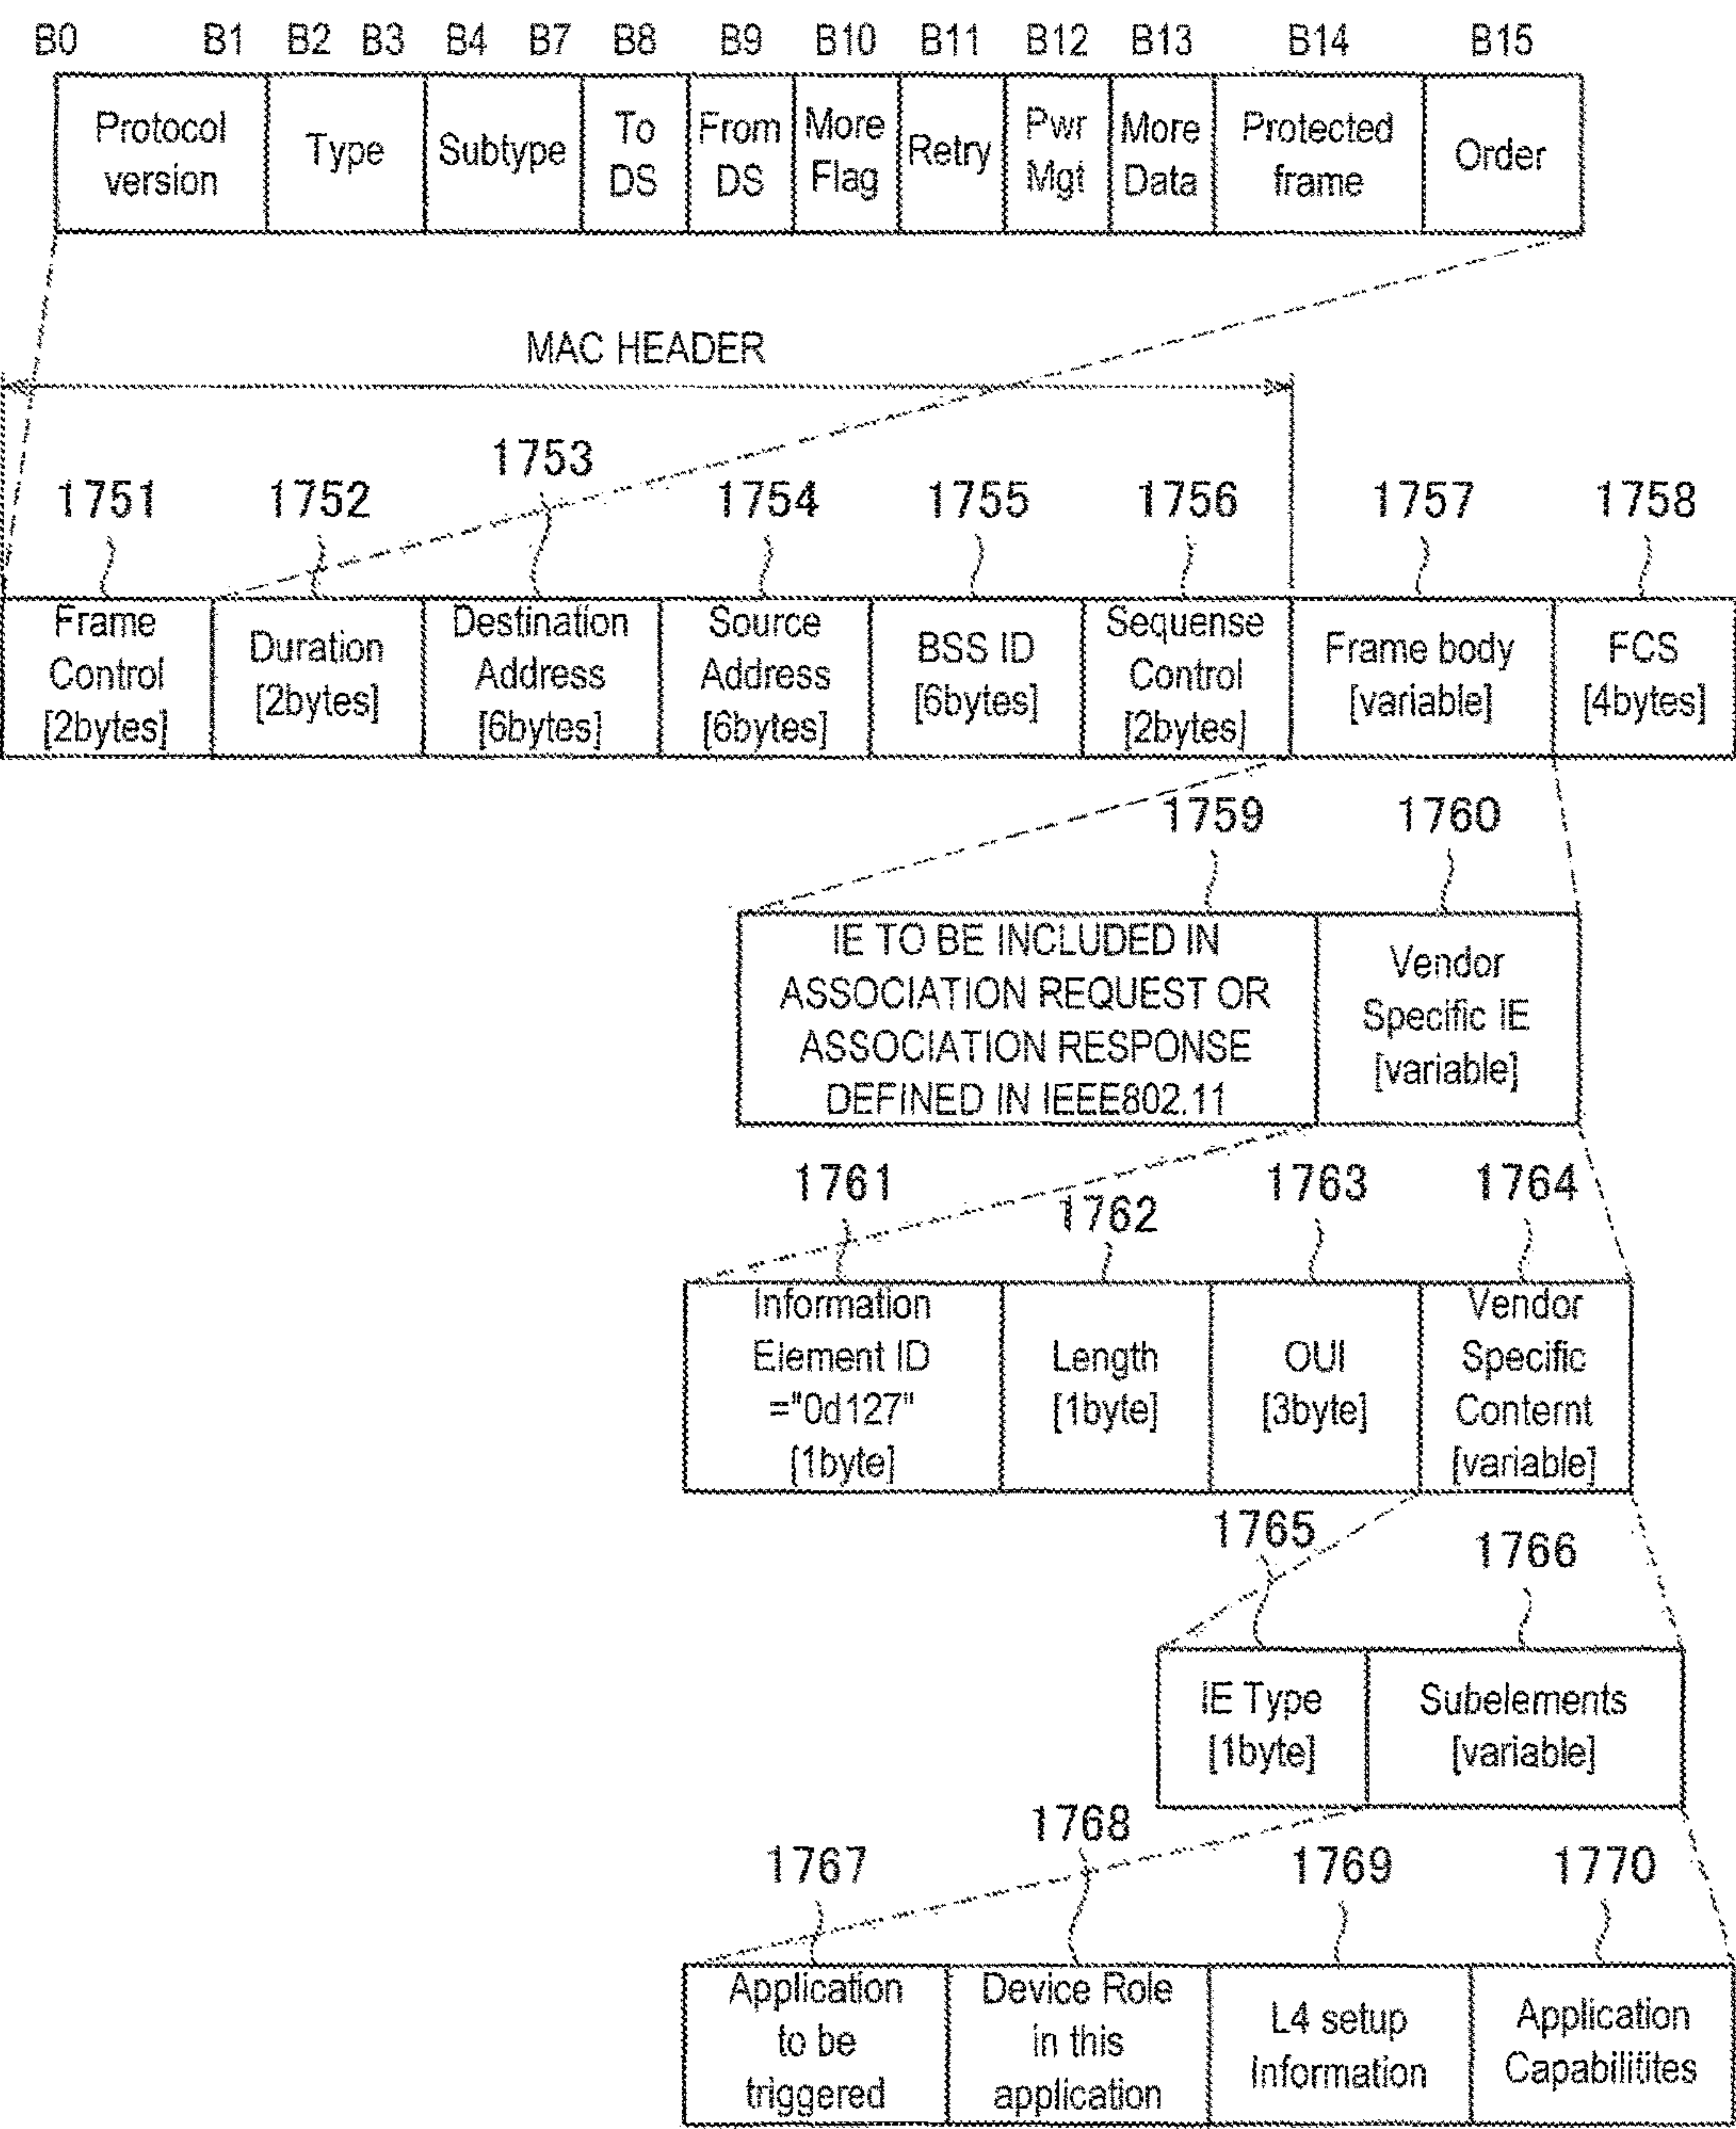 B0 B1 B2 B3 B4 B7 B8 B9 B10 B11 B12 B13 B14 B15
Protocol
version
Type
Subtype
To
DS
From
DS
More
Flag
Retry
Pwr
Mgt
More
Data
Protected
frame
Order
MAC HEADER
1751
1752
1753
1754
1755
1756
1757
1758
Frame
Control
[2bytes]
Duration
[2bytes]
Destination
Address
[6bytes]
Source
Address
[6bytes]
BSS ID
[6bytes]
Sequense
Control
[2bytes]
Frame body
[variable]
FCS
[4bytes]
1759
1760
IE TO BE INCLUDED IN
ASSOCIATION REQUEST OR
ASSOCIATION RESPONSE
DEFINED IN IEEE802.11
Vendor
Specific IE
[variable]
1761
1762
1763
1764
Information
Element ID
="0d127"
[1byte]
Length
[1byte]
OUI
[3byte]
Vendor
Specific
Conternt
[variable]
1765
1766
IE Type
[1byte]
Subelements
[variable]
1767
1768
1769
1770
Application
to be
triggered
Device Role
in this
application
L4 setup
Information
Application
Capabilitites